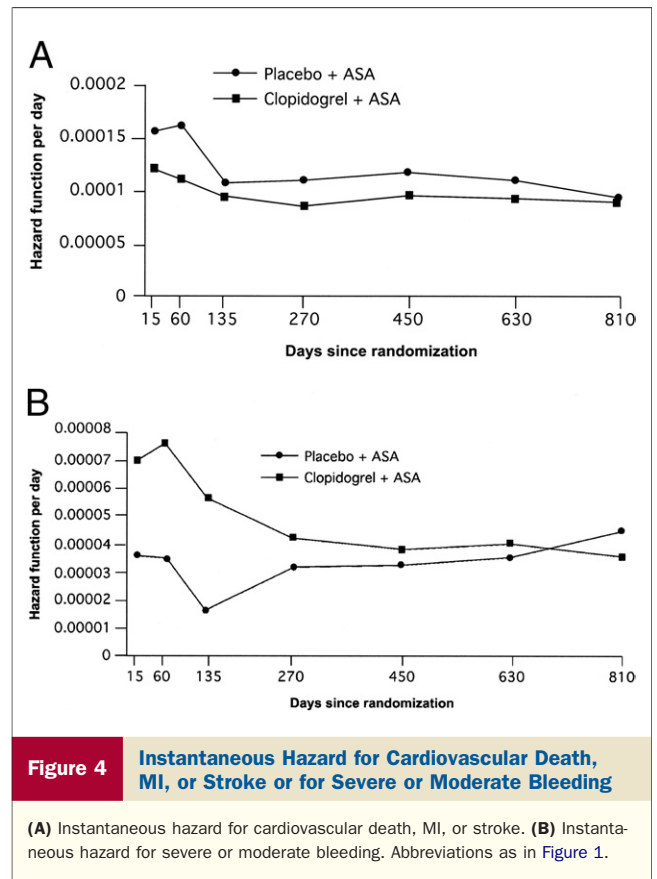 A
Placebo + ASA
Clopidogrel + ASA
Hazard function per day
0.0002
0.00015
0.0001
0.00005
0
15 60 135 270 450 630 810
Days since randomization
B
Placebo + ASA
Clopidogrel + ASA
Hazard function per day
0.00008
0.00007
0.00006
0.00005
0.00004
0.00003
0.00002
0.00001
0
15 60 135 270 450 630 810
Days since randomization
Figure 4
Instantaneous Hazard for Cardiovascular Death,
MI, or Stroke or for Severe or Moderate Bleeding
(A) Instantaneous hazard for cardiovascular death, MI, or stroke. (B) Instanta-
neous hazard for severe or moderate bleeding. Abbreviations as in Figure 1.